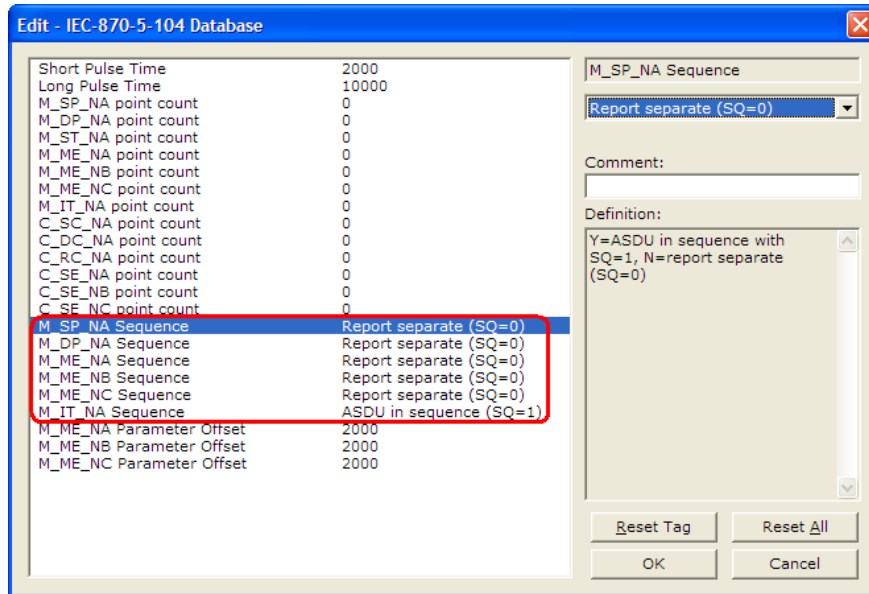 Edit - IEC-870-5-104 Database
Short Pulse Time 2000
Long Pulse Time 10000
M_SP_NA point count 0
M_DP_NA point count 0
M_ST_NA point count 0
M_ME_NA point count 0
M_ME_NB point count 0
M_ME_NC point count 0
M_IT_NA point count 0
C_SC_NA point count 0
C_DC_NA point count 0
C_RC_NA point count 0
C_SE_NA point count 0
C_SE_NB point count 0
C_SE_NC point count 0
M_SP_NA Sequence Report separate (SQ=0)
M_DP_NA Sequence Report separate (SQ=0)
M_ME_NA Sequence Report separate (SQ=0)
M_ME_NB Sequence Report separate (SQ=0)
M_ME_NC Sequence Report separate (SQ=0)
M_IT_NA Sequence ASDU in sequence (SQ=1)
M_ME_NA Parameter Offset 2000
M_ME_NB Parameter Offset 2000
M_ME_NC Parameter Offset 2000
M_SP_NA Sequence
Report separate (SQ=0)
Comment:
Definition:
Y=ASDU in sequence with
SQ=1, N=report separate
(SQ=0)
Reset Tag Reset All
OK Cancel